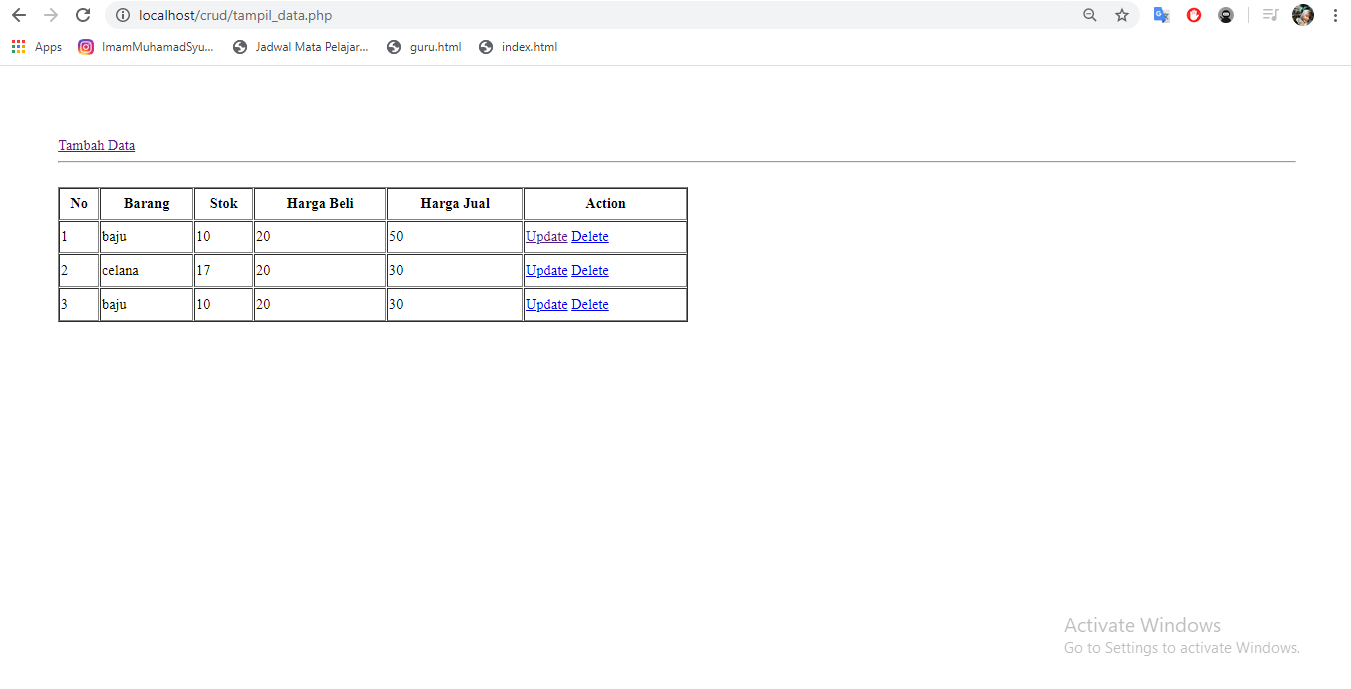 localhost/crud/tampil_data.php
Apps ImamMuhamadSyu... Jadwal Mata Pelajar... guru.html index.html
Tambah Data
No Barang Stok Harga Beli Harga Jual Action
1 baju 10 20 50 Update Delete
2 celana 17 20 30 Update Delete
3 baju 10 20 30 Update Delete
Activate Windows
Go to Settings to activate Windows.